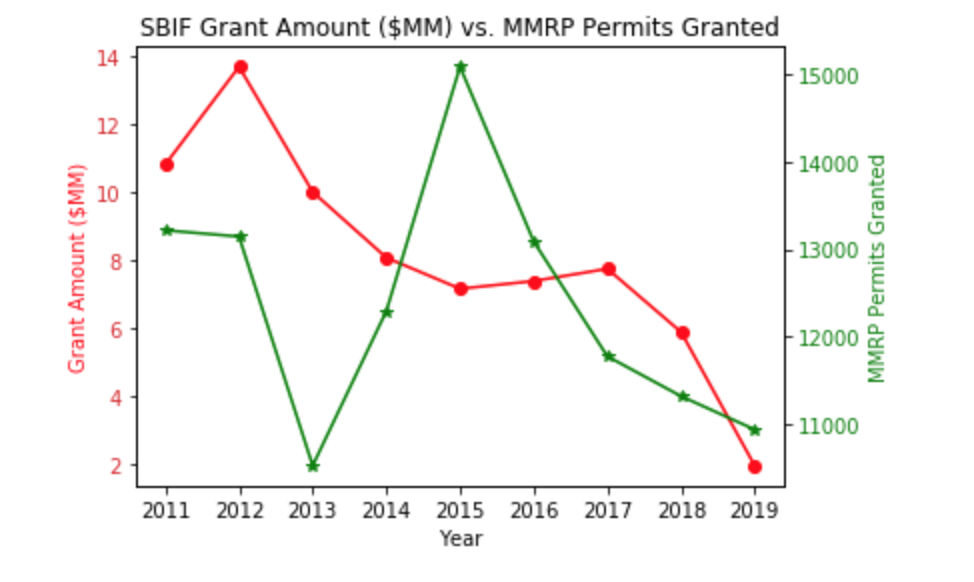 SBIF Grant Amount ($MM) vs. MMRP Permits Granted
Grant Amount ($MM)
14
12
10
8
6
4
2
15000
14000
13000
12000
11000
MMRP Permits Granted
2011 2012 2013 2014 2015 2016 2017 2018 2019
Year